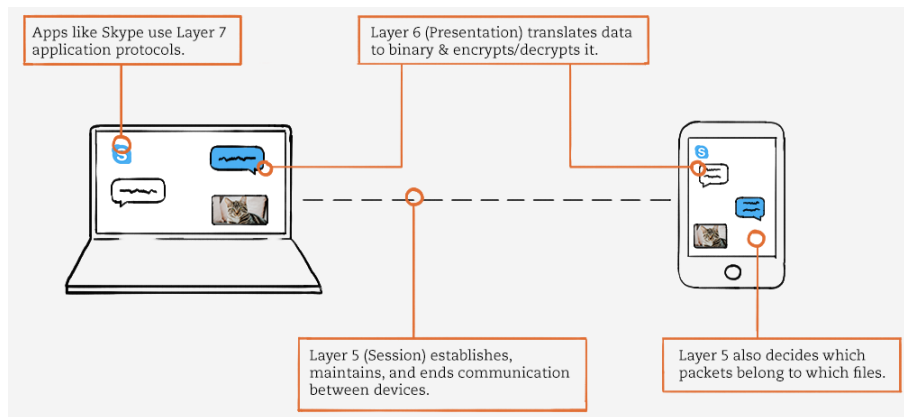 Apps like Skype use Layer 7
application protocols.
Layer 6 (Presentation) translates data
to binary & encrypts/decrypts it.
S
S
Layer 5 (Session) establishes,
maintains, and ends communication
between devices.
Layer 5 also decides which
packets belong to which files.